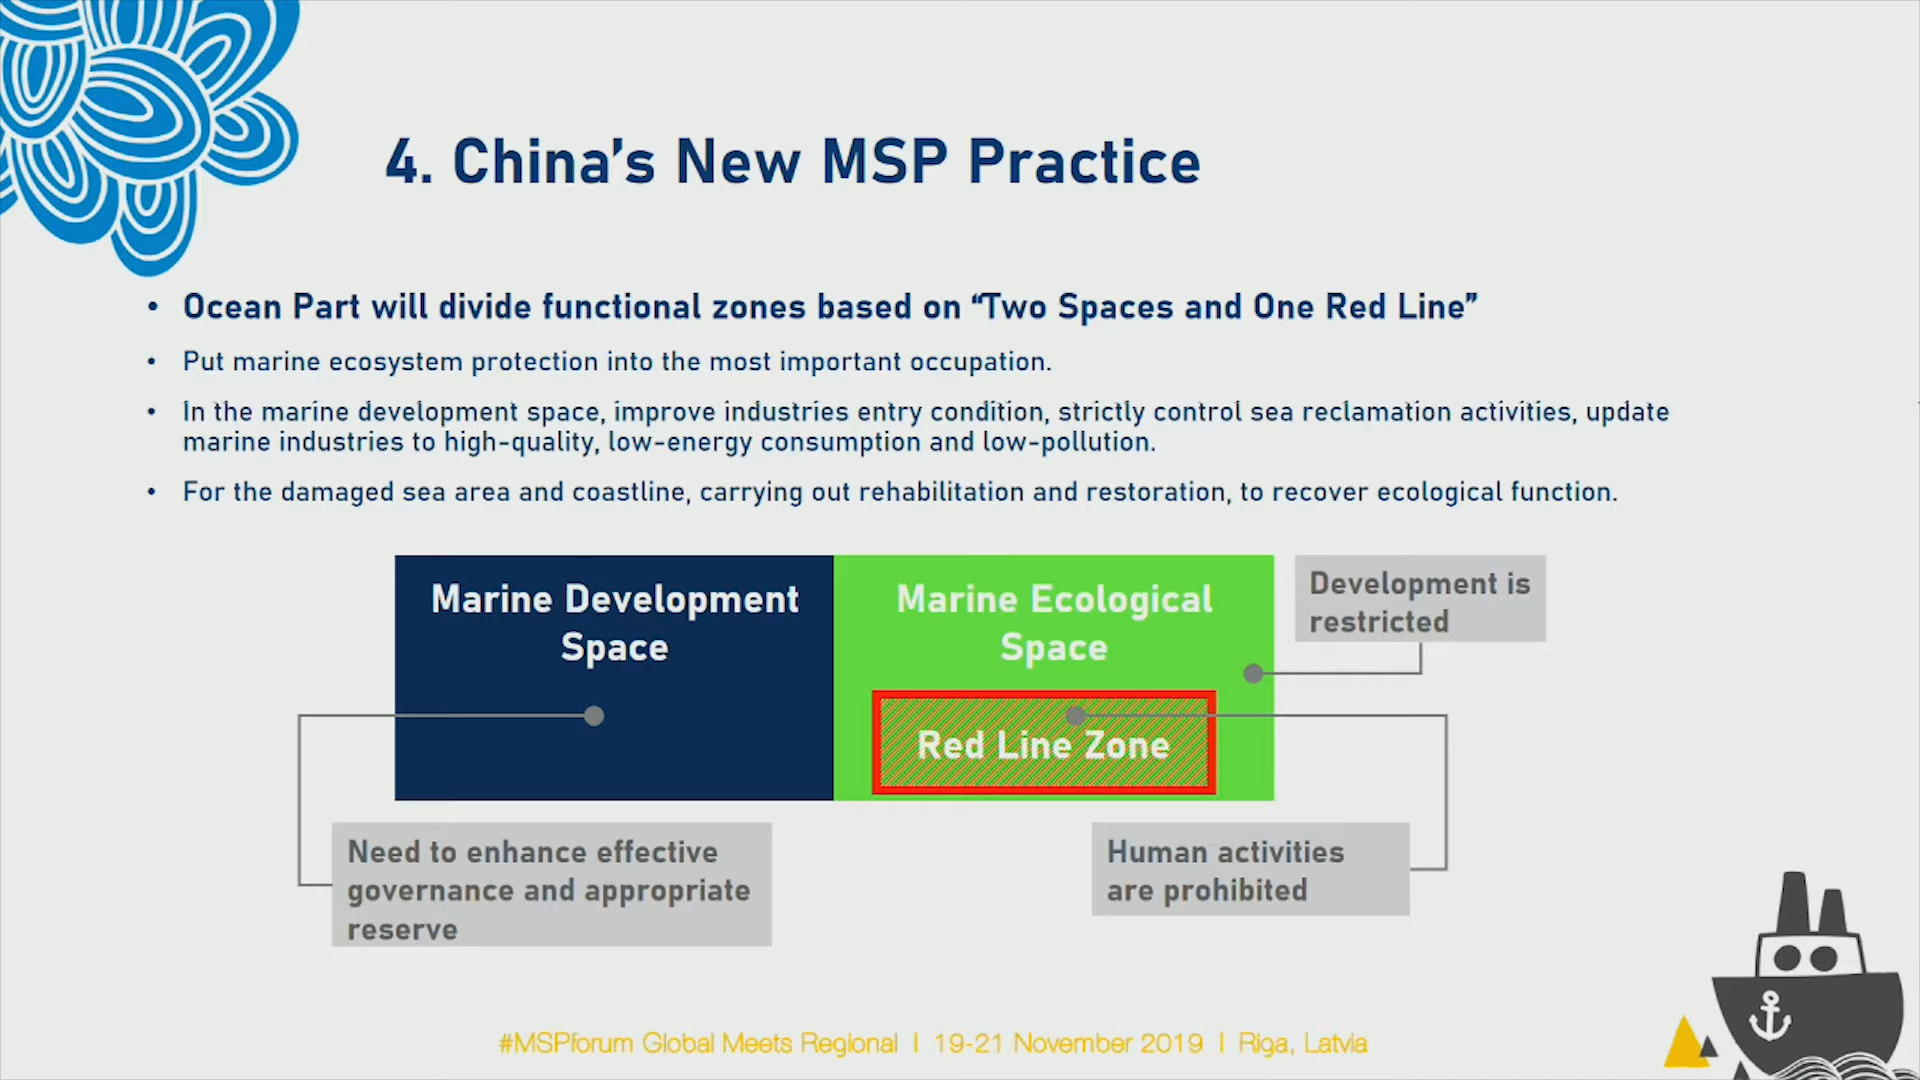 4. China's New MSP Practice
• Ocean Part will divide functional zones based on “Two Spaces and One Red Line”
• Put marine ecosystem protection into the most important occupation.
• In the marine development space, improve industries entry condition, strictly control sea reclamation activities, update
marine industries to high-quality, low-energy consumption and low-pollution.
• For the damaged sea area and coastline, carrying out rehabilitation and restoration, to recover ecological function.
Marine Development
Space
Marine Ecological
Space
Development is
restricted
Red Line Zone
Need to enhance effective
governance and appropriate
reserve
Human activities
are prohibited
#MSPforum Global Meets Regional | 19-21 November 2019 | Riga, Latvia